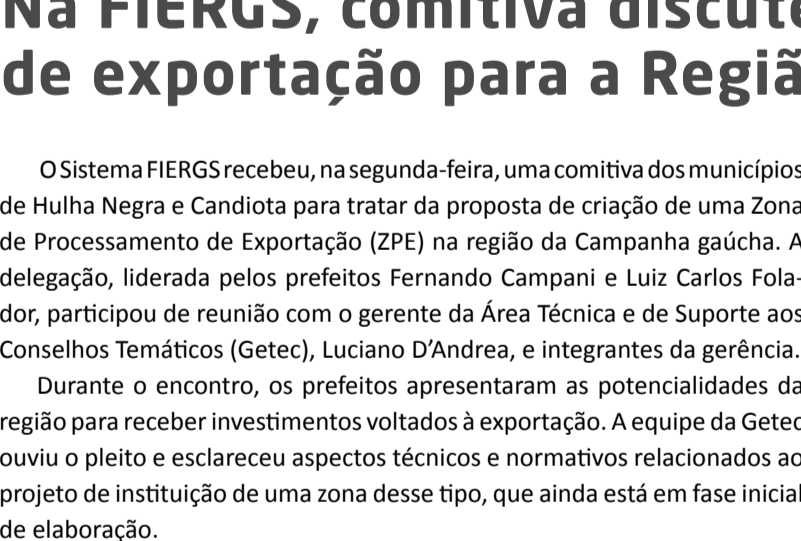 Na FIERGS, comitiva discute
de exportação para a Regiã
O Sistema FIERGS recebeu, na segunda-feira, uma comitiva dos municípios
de Hulha Negra e Candiota para tratar da proposta de criação de uma Zona
de Processamento de Exportação (ZPE) na região da Campanha gaúcha. A
delegação, liderada pelos prefeitos Fernando Campani e Luiz Carlos Fola-
dor, participou de reunião com o gerente da Área Técnica e de Suporte aos
Conselhos Temáticos (Getec), Luciano D’Andrea, e integrantes da gerência.
Durante o encontro, os prefeitos apresentaram as potencialidades da
região para receber investimentos voltados à exportação. A equipe da Getec
ouviu o pleito e esclareceu aspectos técnicos e normativos relacionados ao
projeto de instituição de uma zona desse tipo, que ainda está em fase inicial
de elaboração.